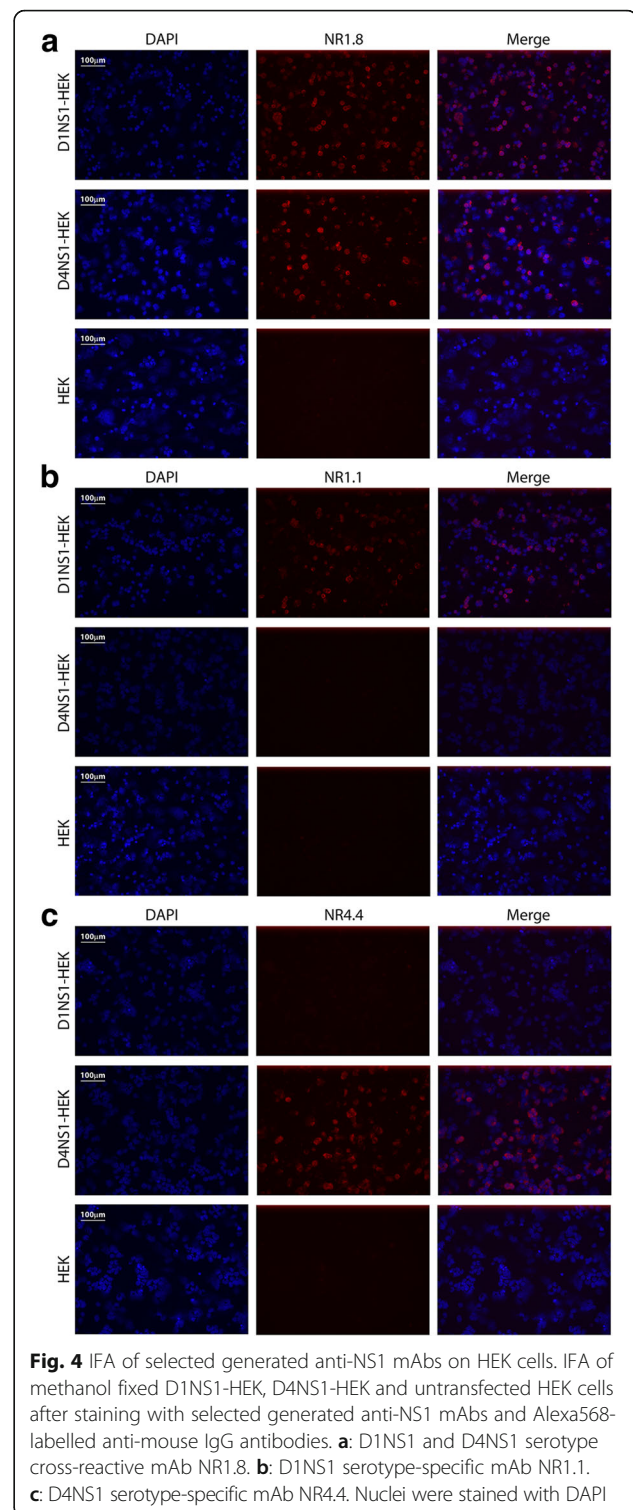 a
DAPI NR1.8 Merge
D1NS1-HEK
100µm
D4NS1-HEK
100µm
HEK
100µm
b
DAPI NR1.1 Merge
D1NS1-HEK
100µm
D4NS1-HEK
100µm
HEK
100µm
c
DAPI NR4.4 Merge
D1NS1-HEK
100µm
D4NS1-HEK
100µm
HEK
100µm
Fig. 4 IFA of selected generated anti-NS1 mAbs on HEK cells. IFA of
methanol fixed D1NS1-HEK, D4NS1-HEK and untransfected HEK cells
after staining with selected generated anti-NS1 mAbs and Alexa568-
labelled anti-mouse IgG antibodies. a: D1NS1 and D4NS1 serotype
cross-reactive mAb NR1.8. b: D1NS1 serotype-specific mAb NR1.1.
c: D4NS1 serotype-specific mAb NR4.4. Nuclei were stained with DAPI